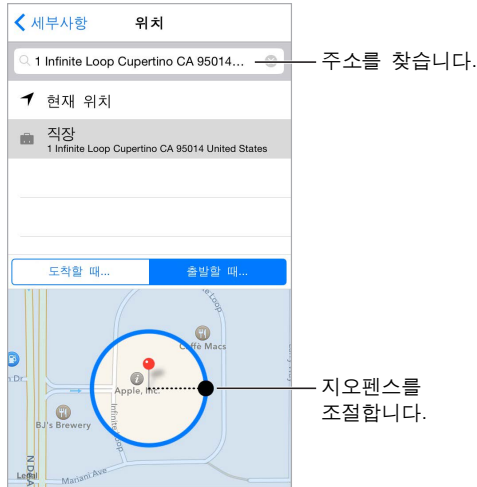 세부사항 위치
1 Infinite Loop Cupertino CA 95014...
주소를 찾습니다.
현재 위치
직장
1 Infinite Loop Cupertino CA 95014 United States
도착할 때...
출발할 때...
Loop
Caffè Macs
Apple, Inc.
BJ's Brewery
Infinite Loop
N De A
Mariani Ave
Legal
지오펜스를
조절합니다.